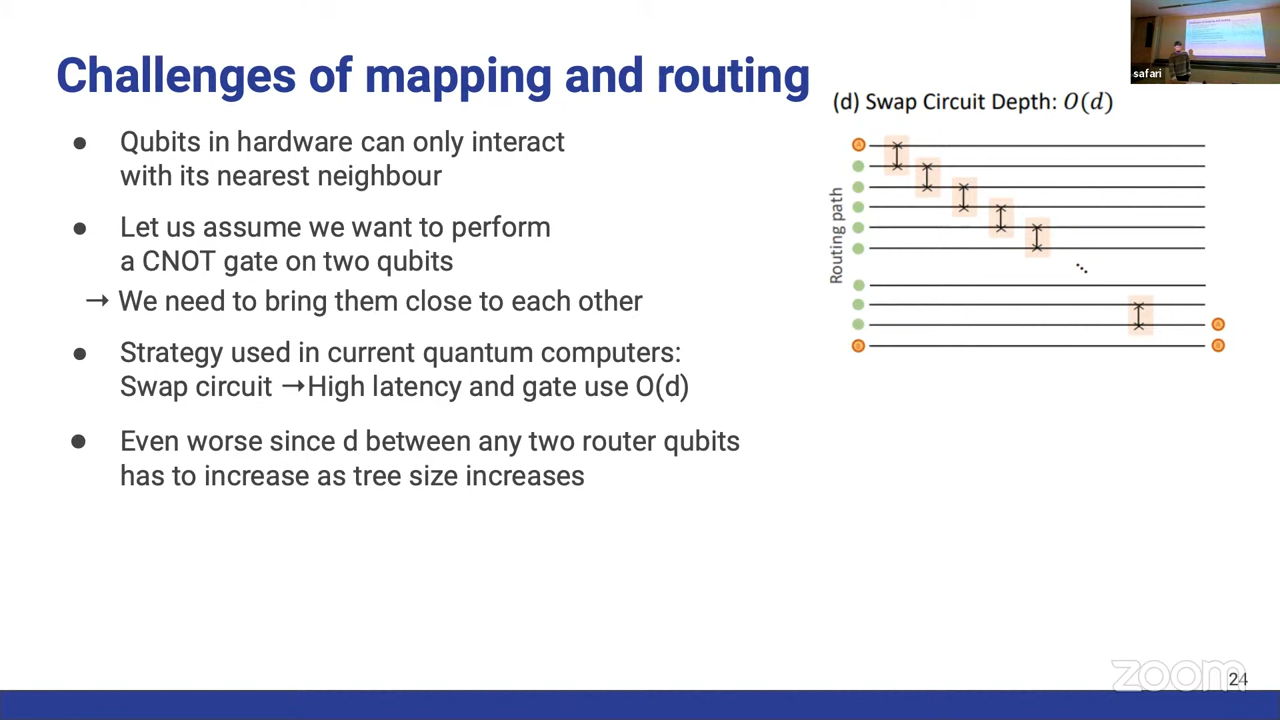 Challenges of mapping and routing
● Qubits in hardware can only interact
with its nearest neighbour
● Let us assume we want to perform
a CNOT gate on two qubits
→ We need to bring them close to each other
● Strategy used in current quantum computers:
Swap circuit →High latency and gate use O(d)
● Even worse since d between any two router qubits
has to increase as tree size increases
(d) Swap Circuit Depth: O(d)
Routing path
safari
zoom
24